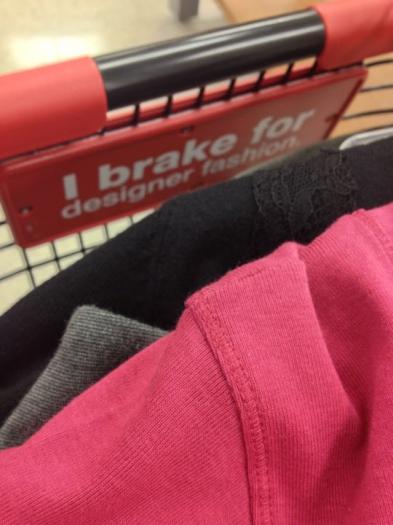 I brake for
designer fashion.